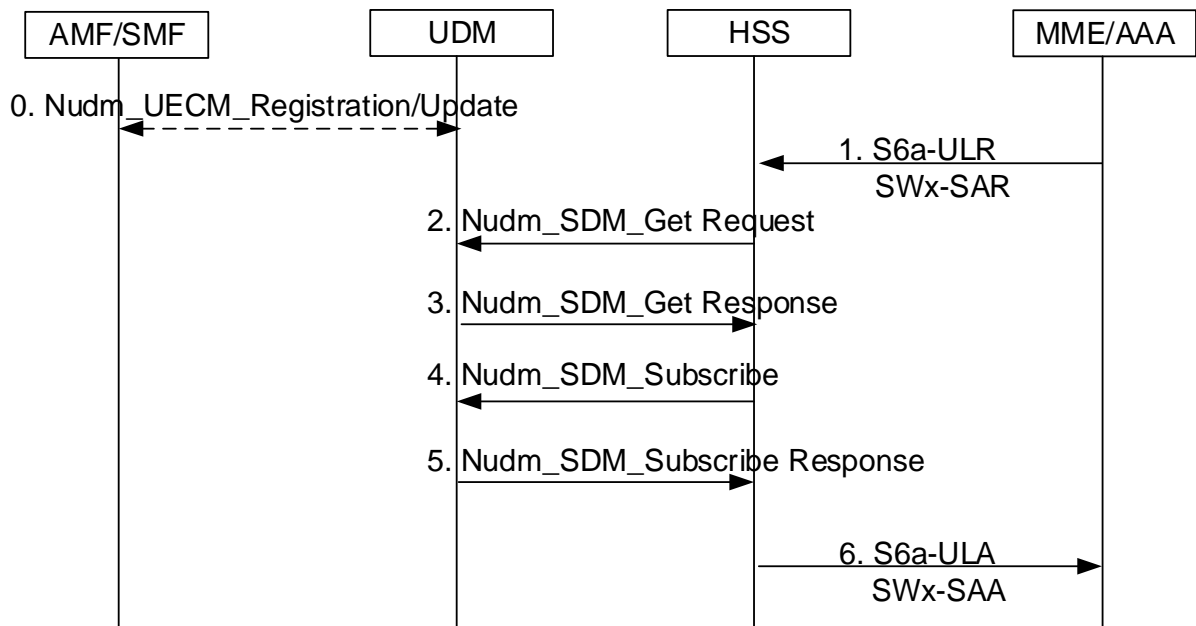 AMF/SMF
UDM
HSS
MME/AAA
0. Nudm_UECM_Registration/Update
1. S6a-ULR
SWx-SAR
2. Nudm_SDM_Get Request
3. Nudm_SDM_Get Response
4. Nudm_SDM_Subscribe
5. Nudm_SDM_Subscribe Response
6. S6a-ULA
SWx-SAA